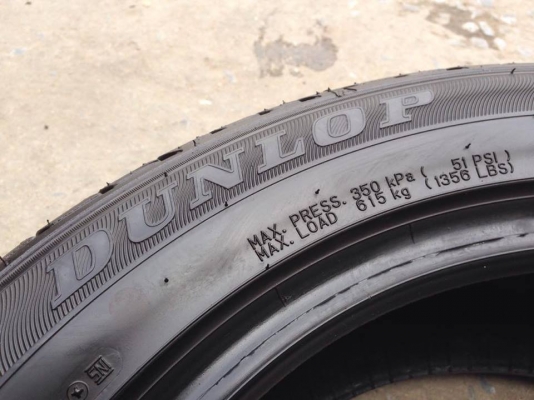 DUNLOP
MAX. PRESS. 350 kPa ( 51 PSI )
MAX. LOAD 615 kg (1356 LBS)